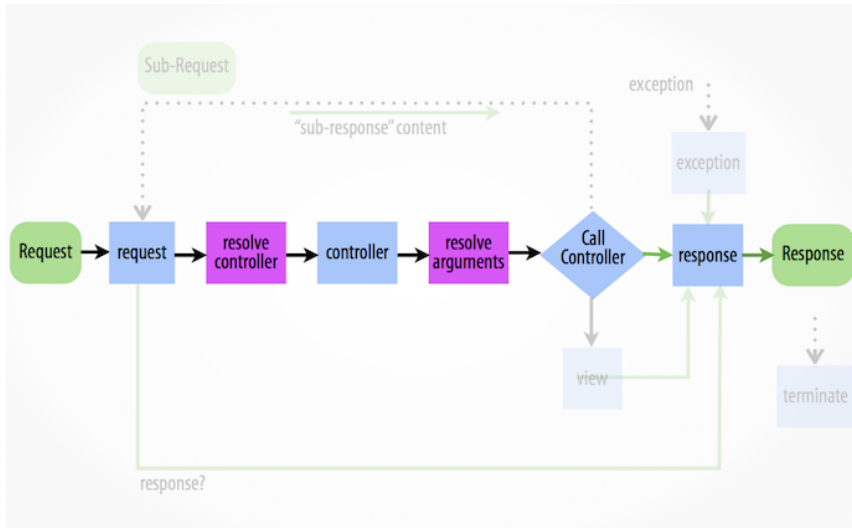 Sub-Request
exception
"sub-response" content
exception
Request
request
resolve
controller
controller
resolve
arguments
Call
Controller
response
Response
view
terminate
response?